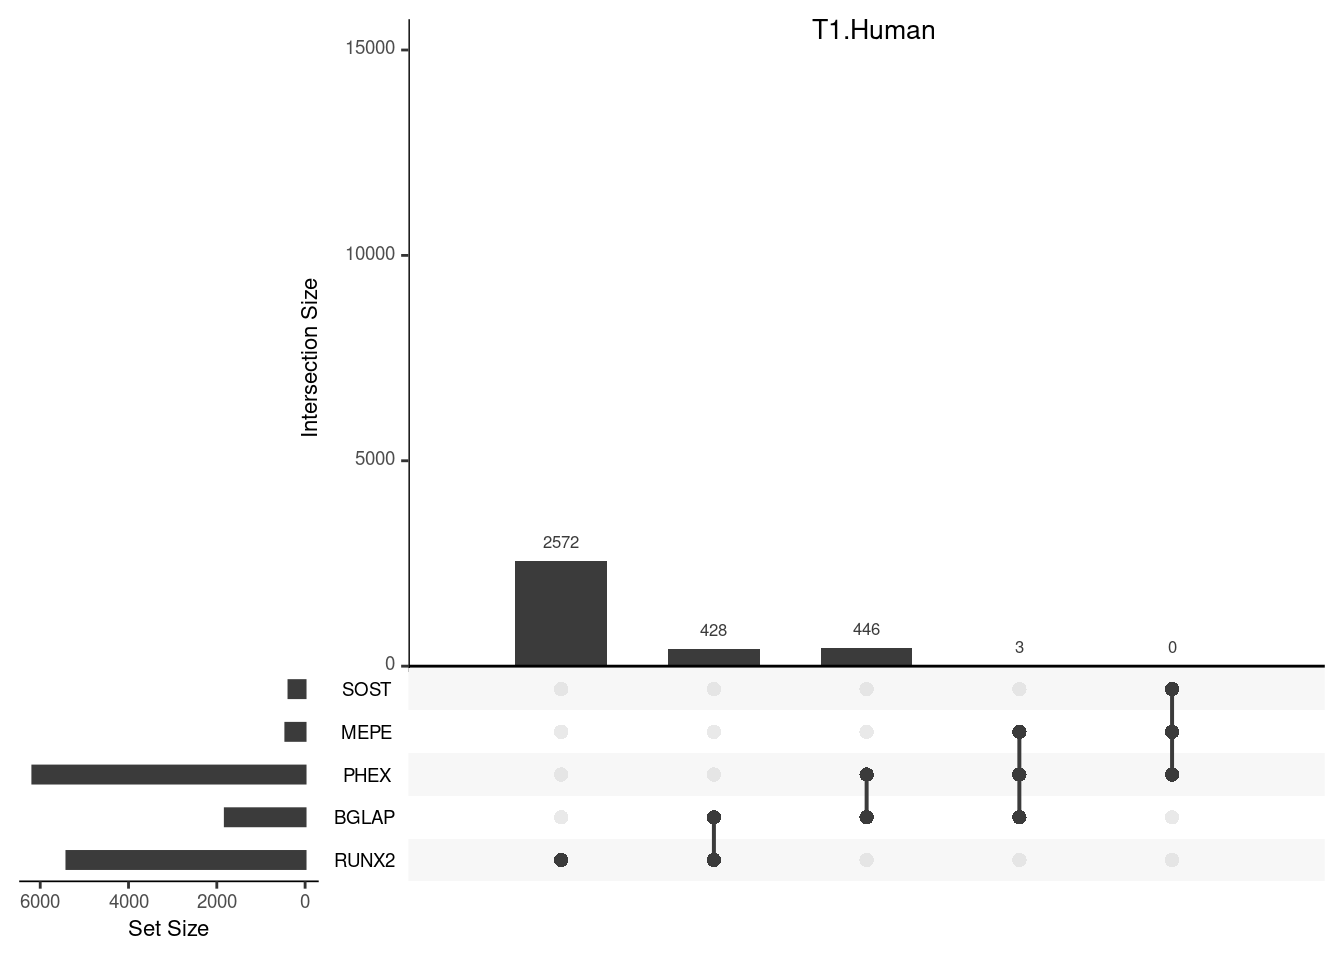 T1.Human
15000
10000
5000
0
Intersection Size
2572
428
446
3
0
SOST
MEPE
PHEX
BGLAP
RUNX2
6000 4000 2000 0
Set Size